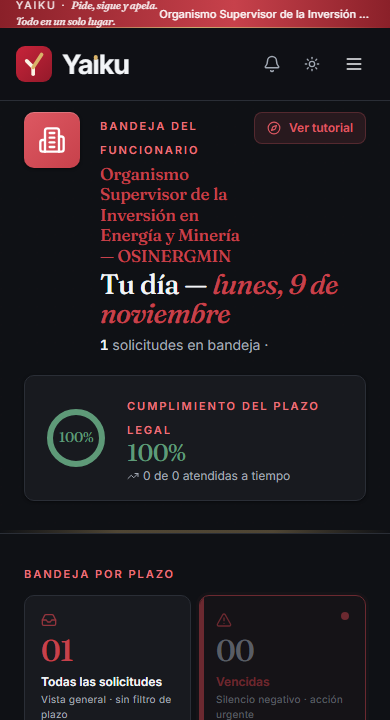 YAIKU · Pide, sigue y apela.
Todo en un solo lugar.
Organismo Supervisor de la Inversión ...
Yaiku
BANDEJA DEL
FUNCIONARIO
Ver tutorial
Organismo
Supervisor de la
Inversión en
Energía y Minería
— OSINERGMIN
Tu día — lunes, 9 de
noviembre
1 solicitudes en bandeja ·
100%
CUMPLIMIENTO DEL PLAZO
LEGAL
100%
0 de 0 atendidas a tiempo
BANDEJA POR PLAZO
01
Todas las solicitudes
Vista general · sin filtro de
plazo
00
Vencidas
Silencio negativo · acción
urgente